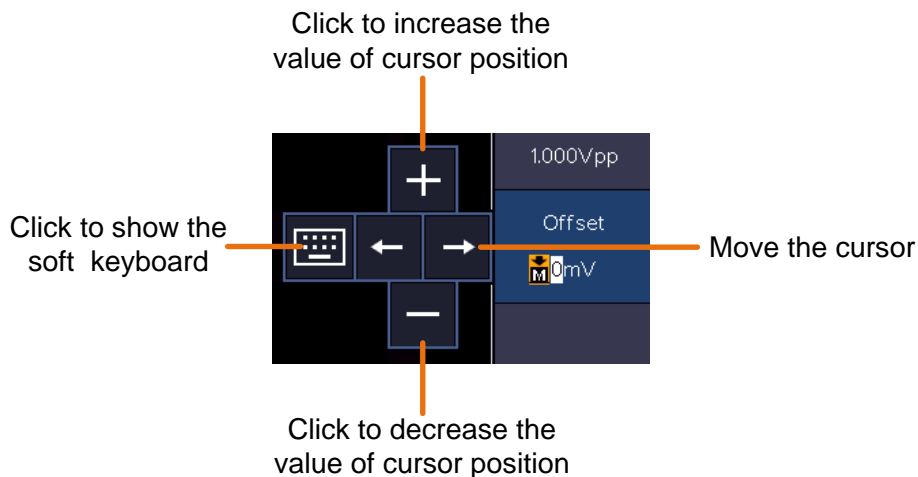 Click to increase the
value of cursor position
1.000Vpp
Click to show the
soft keyboard
Offset
M 0mV
Move the cursor
Click to decrease the
value of cursor position